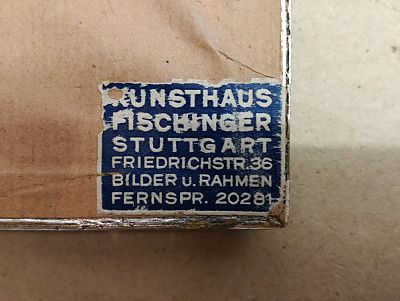 KUNSTHAUS
FISCHINGER
STUTTGART
FRIEDRICHSTR.36
BILDER u. RAHMEN
FERNSPR. 20281